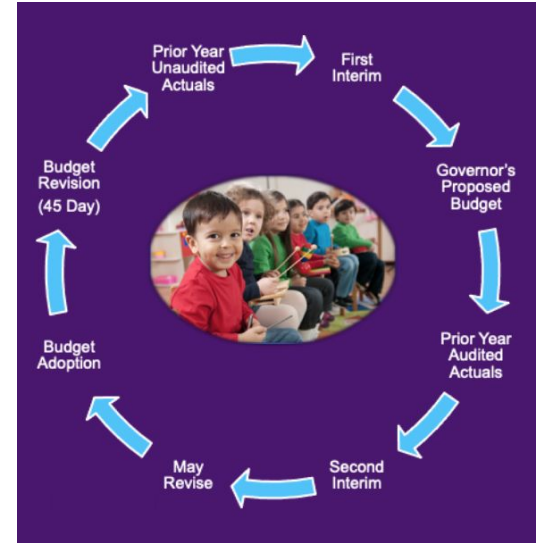 Prior Year
Unaudited
Actuals
First
Interim
Governor's
Proposed
Budget
Prior Year
Audited
Actuals
Second
Interim
May
Revise
Budget
Adoption
Budget
Revision
(45 Day)